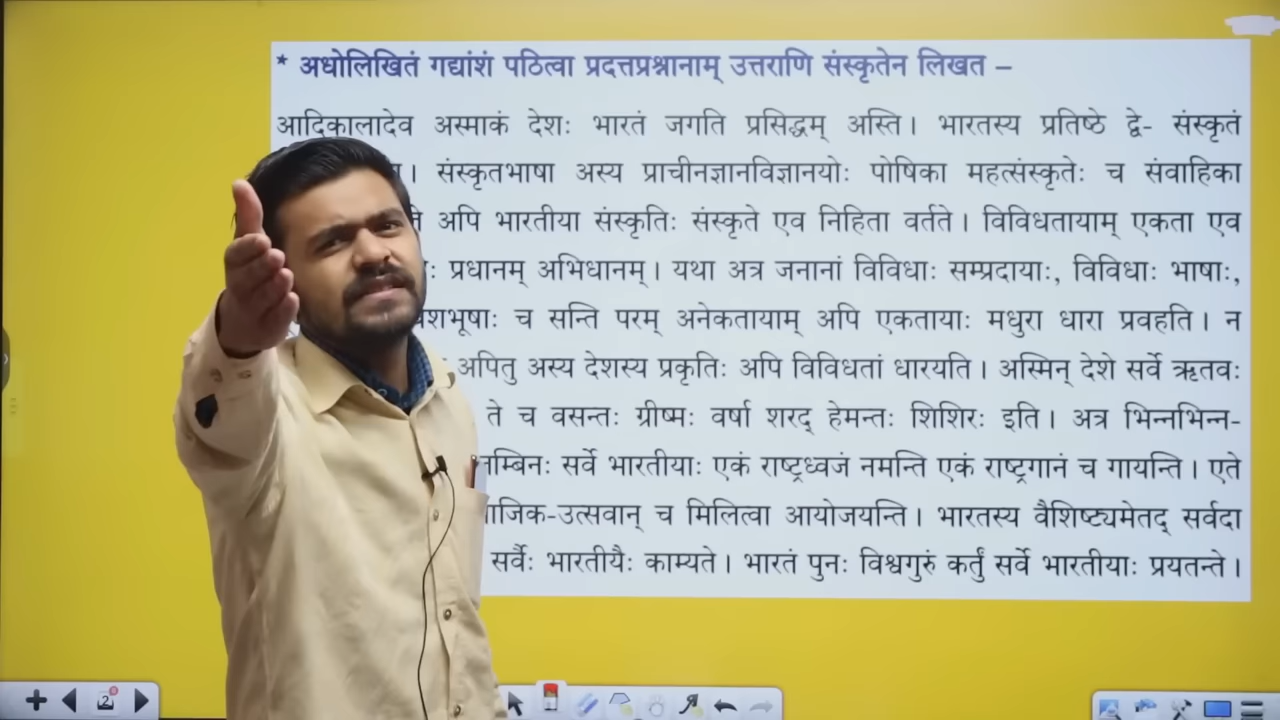 * अधोलिखितं गद्यांशं पठित्वा प्रदत्तप्रश्नानाम् उत्तराणि संस्कृतेन लिखत –
आदिकालादेव अस्माकं देशः भारतं जगति प्रसिद्धम् अस्ति। भारतस्य प्रतिष्ठे द्वे- संस्कृतं
। संस्कृतभाषा अस्य प्राचीनज्ञानविज्ञानयोः पोषिका महत्संस्कृतेः च संवाहिका
अपि भारतीया संस्कृतिः संस्कृते एव निहिता वर्तते। विविधतायाम् एकता एव
प्रधानम् अभिधानम्। यथा अत्र जनानां विविधाः सम्प्रदायाः, विविधाः भाषाः,
च सन्ति परम् अनेकतायाम् अपि एकतायाः मधुरा धारा प्रवहति। न
अपितु अस्य देशस्य प्रकृतिः अपि विविधतां धारयति। अस्मिन् देशे सर्वे ऋतवः
ते च वसन्तः ग्रीष्मः वर्षा शरद् हेमन्तः शिशिरः इति। अत्र भिन्नभिन्न-
सर्वे भारतीयाः एकं राष्ट्रध्वजं नमन्ति एकं राष्ट्रगानं च गायन्ति। एते
उत्सवान् च मिलित्वा आयोजयन्ति। भारतस्य वैशिष्ट्यमेतद् सर्वदा
सर्वैः भारतीयैः काम्यते। भारतं पुनः विश्वगुरुं कर्तुं सर्वे भारतीयाः प्रयतन्ते।
2